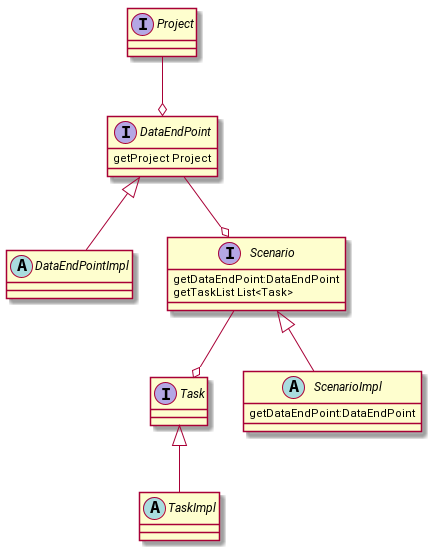 I Project
I DataEndPoint
getProject Project
A DataEndPointImpl
I Scenario
getDataEndPoint:DataEndPoint
getTaskList List<Task>
I Task
A ScenarioImpl
getDataEndPoint:DataEndPoint
A TaskImpl